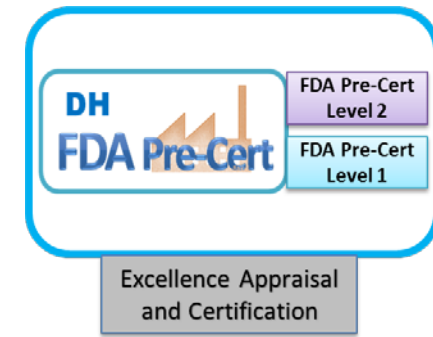 DH
FDA Pre-Cert
FDA Pre-Cert
Level 2
FDA Pre-Cert
Level 1
Excellence Appraisal
and Certification